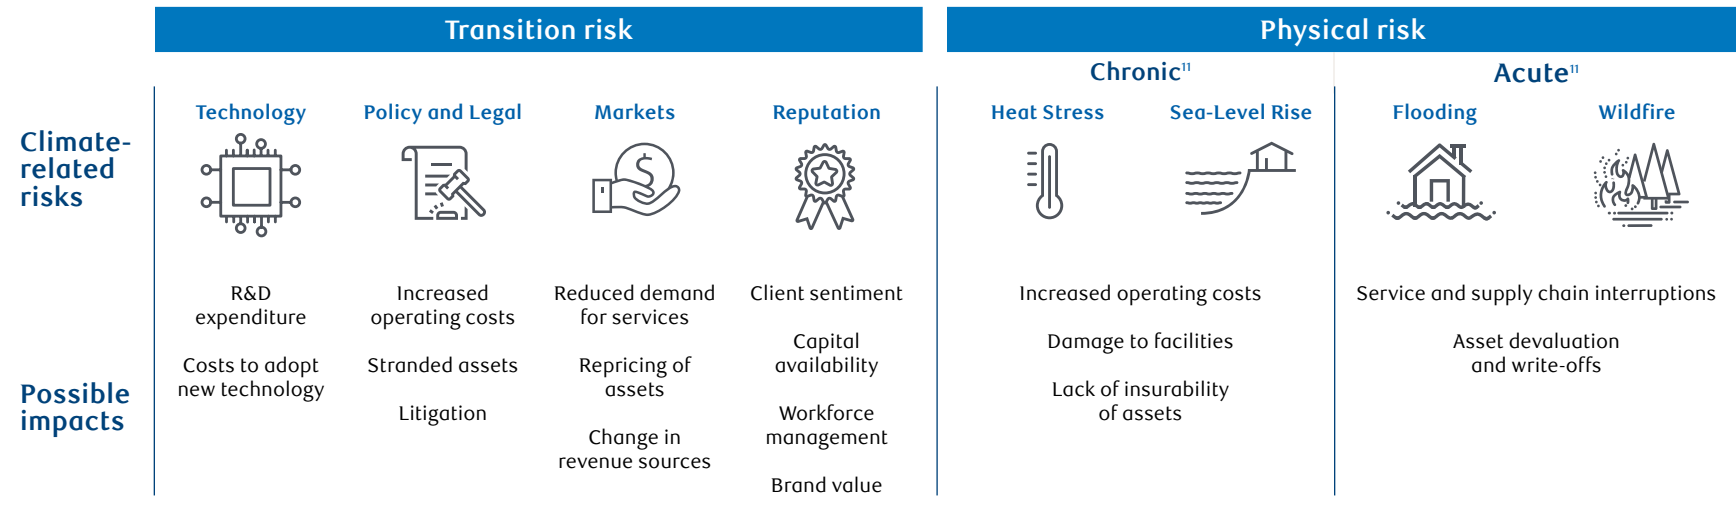 Transition risk
Physical risk
Chronic¹¹
Acute¹¹
Climate-
related
risks
Technology
Policy and Legal
Markets
Reputation
Heat Stress
Sea-Level Rise
Flooding
Wildfire
$
Possible
impacts
R&D
expenditure
Costs to adopt
new technology
Increased
operating costs
Stranded assets
Litigation
Reduced demand
for services
Repricing of
assets
Change in
revenue sources
Client sentiment
Capital
availability
Workforce
management
Brand value
Increased operating costs
Damage to facilities
Lack of insurability
of assets
Service and supply chain interruptions
Asset devaluation
and write-offs